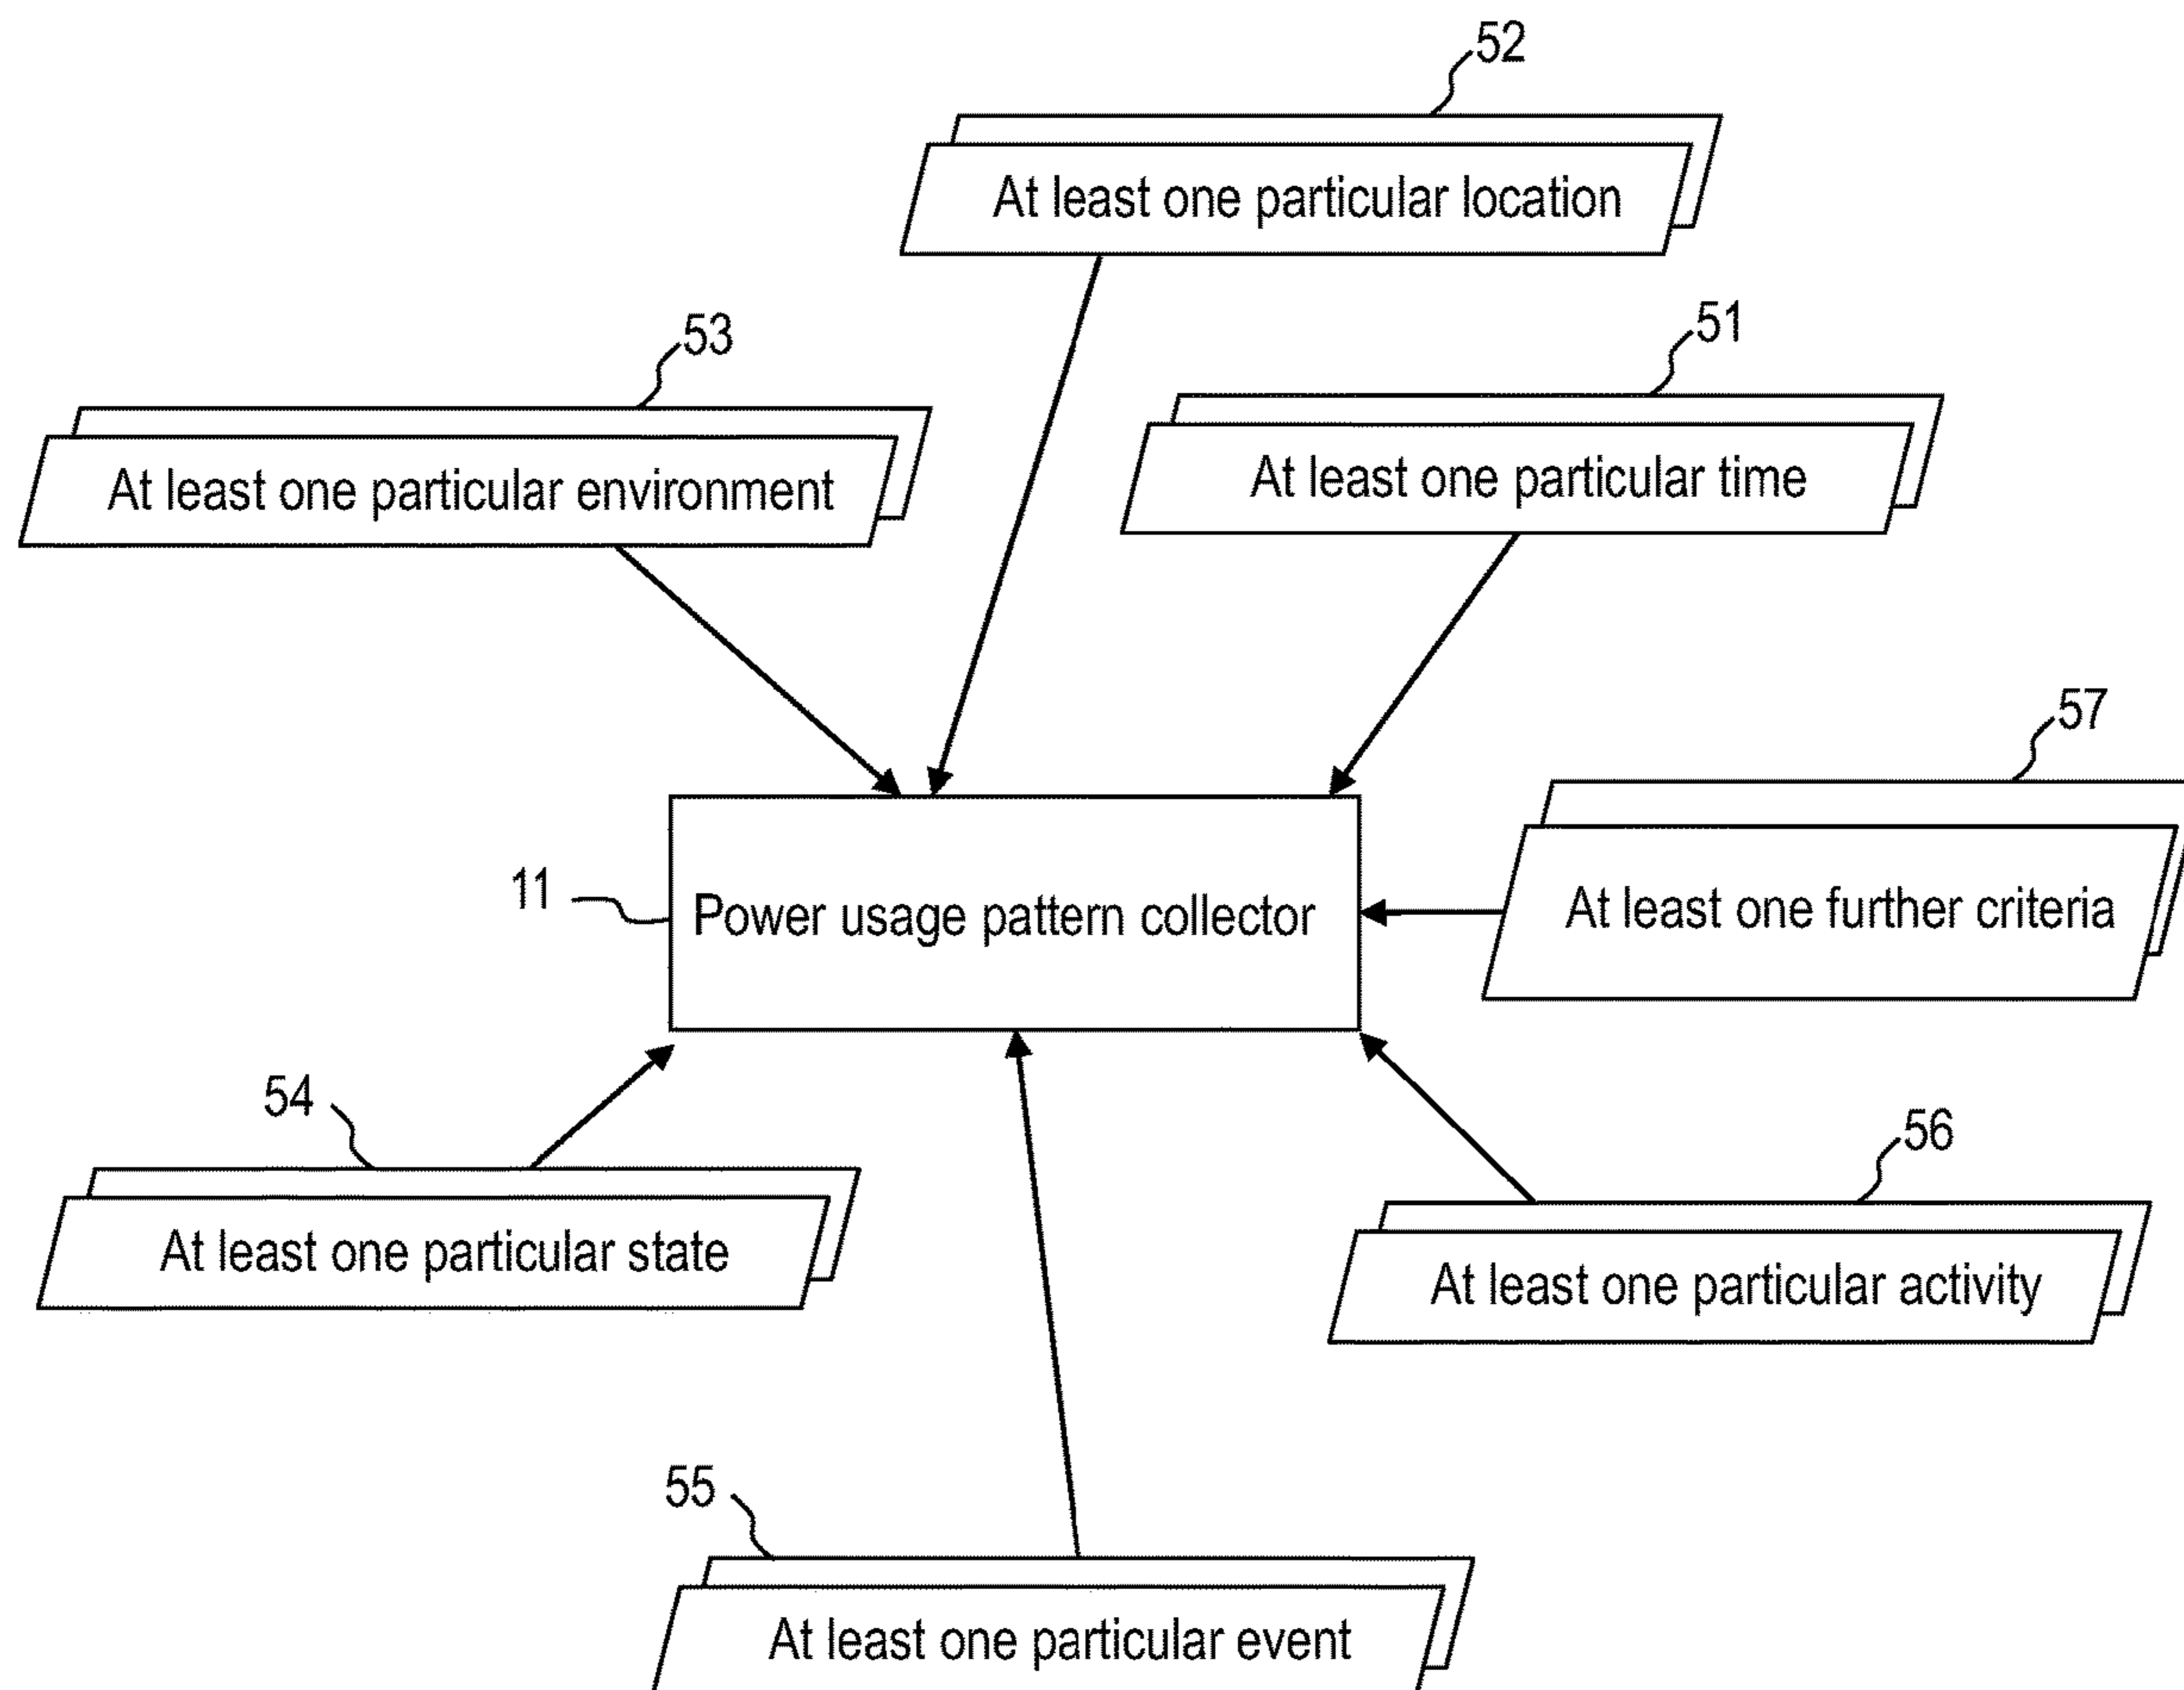 52
At least one particular location
53
51
At least one particular environment
At least one particular time
57
11
Power usage pattern collector
At least one further criteria
54
56
At least one particular state
At least one particular activity
55
At least one particular event